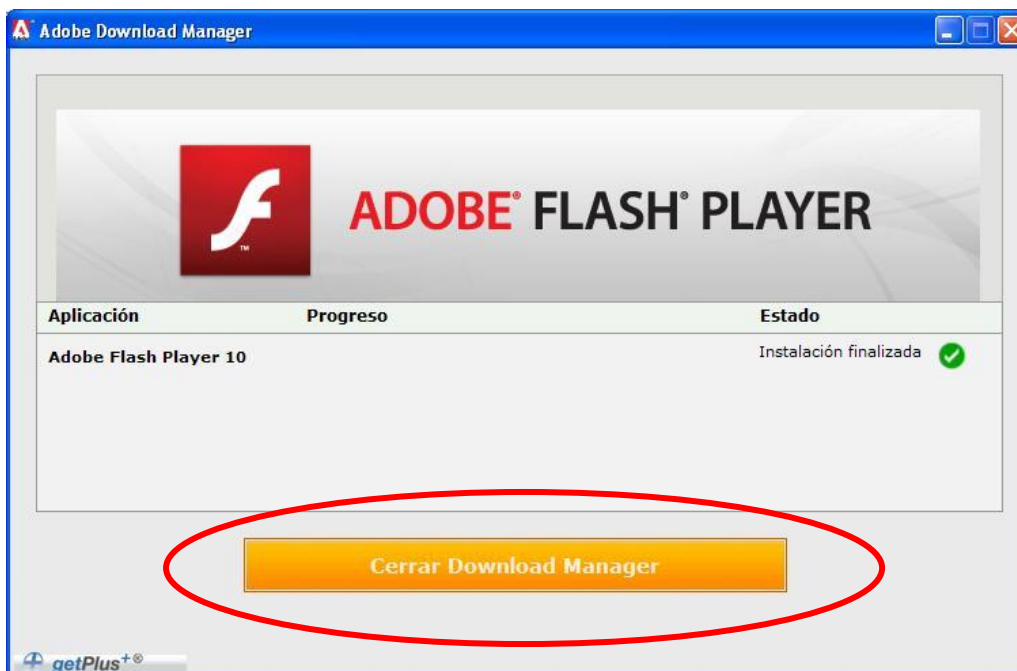 Adobe Download Manager
ADOBE® FLASH® PLAYER
Aplicación Progreso Estado
Adobe Flash Player 10 Instalación finalizada
Cerrar Download Manager
getPlus+®